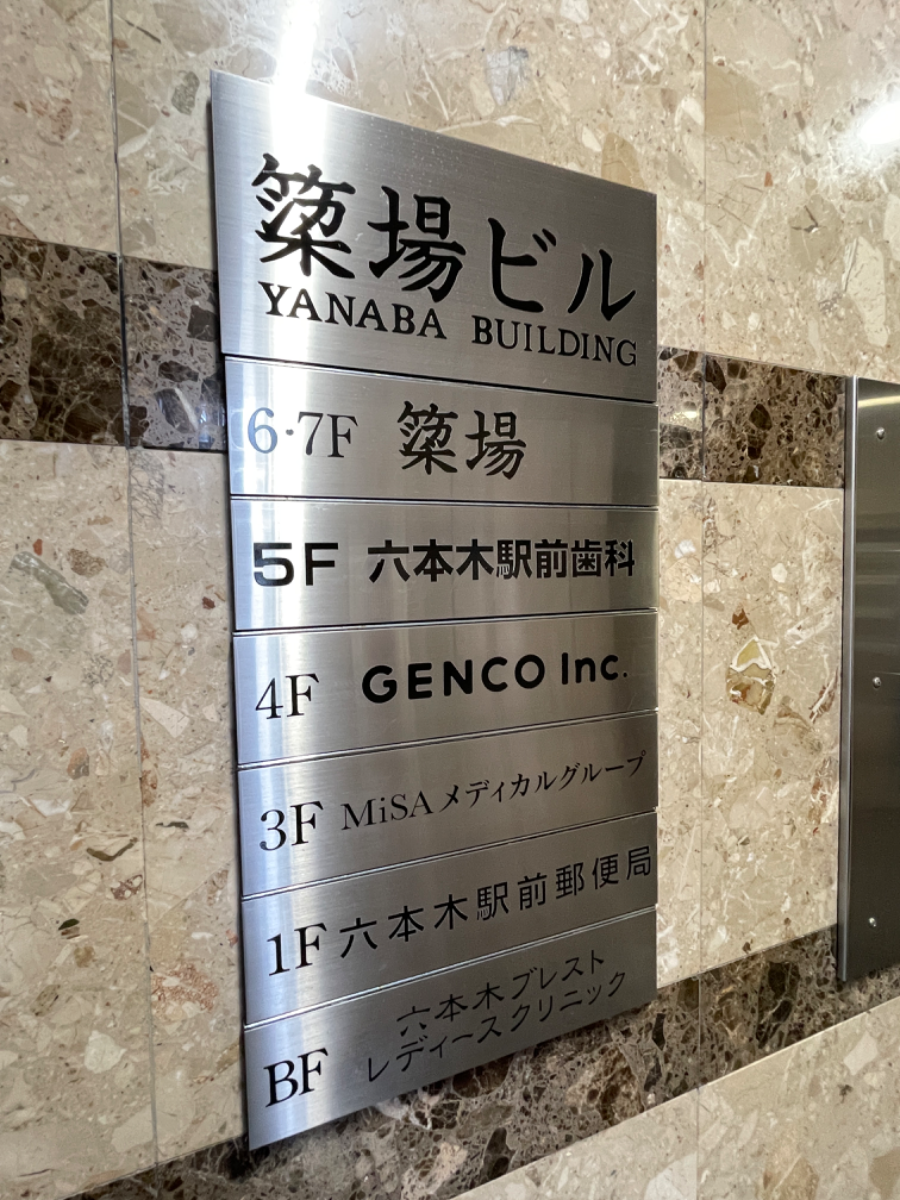 簗場ビル
YANABA BUILDING
6·7F 簗場
5F 六本木駅前歯科
4F GENCO Inc.
3F MiSAメディカルグループ
1F 六本木駅前郵便局
BF 六本木ブレスト
レディースクリニック